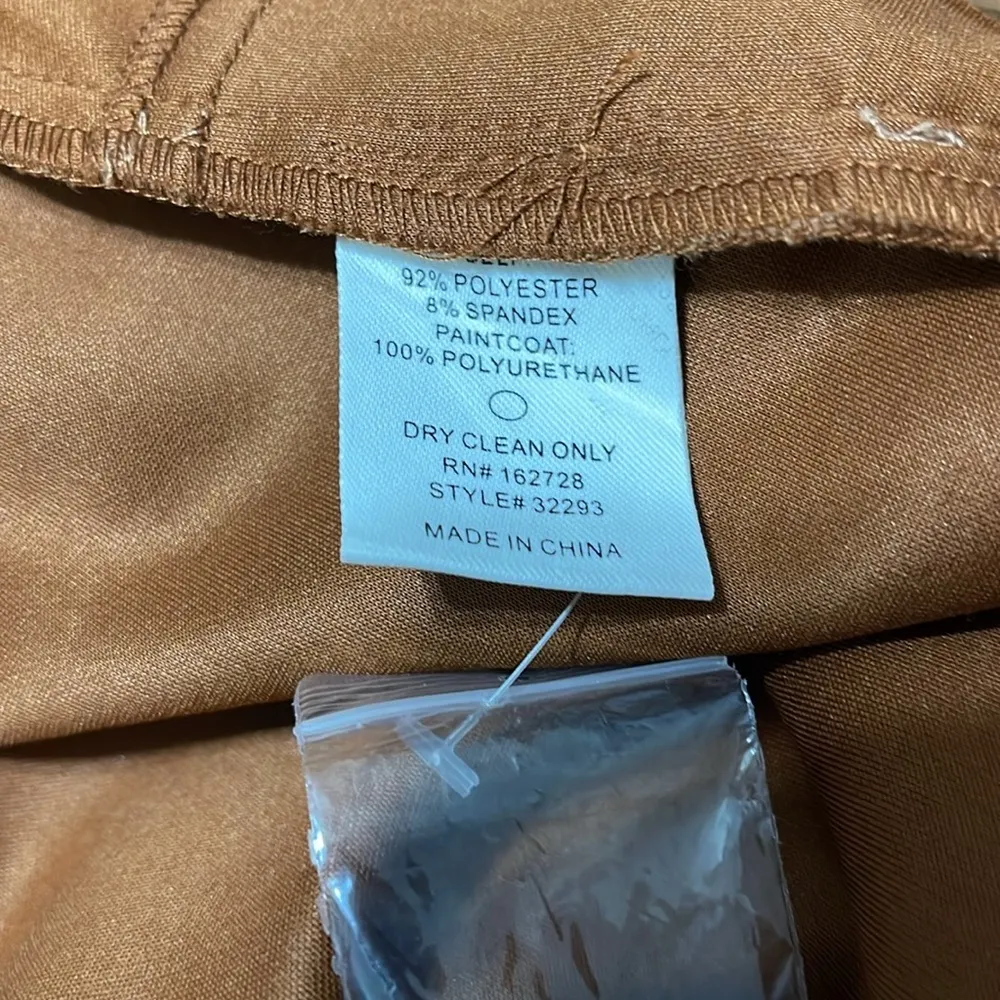 92% POLYESTER
8% SPANDEX
PAINTCOAT:
100% POLYURETHANE
DRY CLEAN ONLY
RN# 162728
STYLE# 32293
MADE IN CHINA